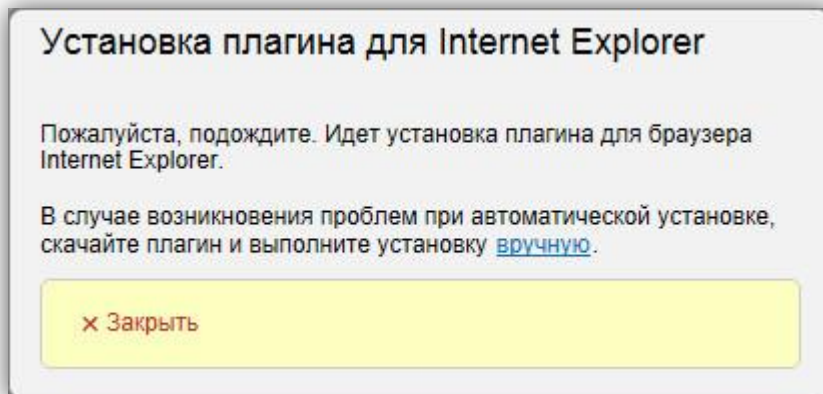 Установка плагина для Internet Explorer
Пожалуйста, подождите. Идет установка плагина для браузера
Internet Explorer.
В случае возникновения проблем при автоматической установке,
скачайте плагин и выполните установку вручную.
× Закрыть